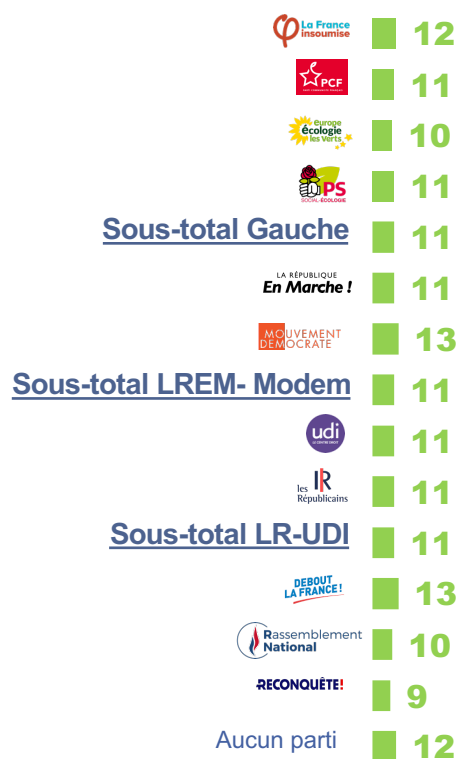 La France
insoumise
12
PCF
11
europe
écologie
les Verts
10
PS
SOCIAL-ÉCOLOGIE
11
Sous-total Gauche
11
LA RÉPUBLIQUE
En Marche !
11
MOUVEMENT
DEMOCRATE
13
Sous-total LREM- Modem
11
udi
11
les
Républicains
11
Sous-total LR-UDI
11
DEBOUT
LA FRANCE !
13
Rassemblement
National
10
RECONQUÊTE!
9
Aucun parti
12